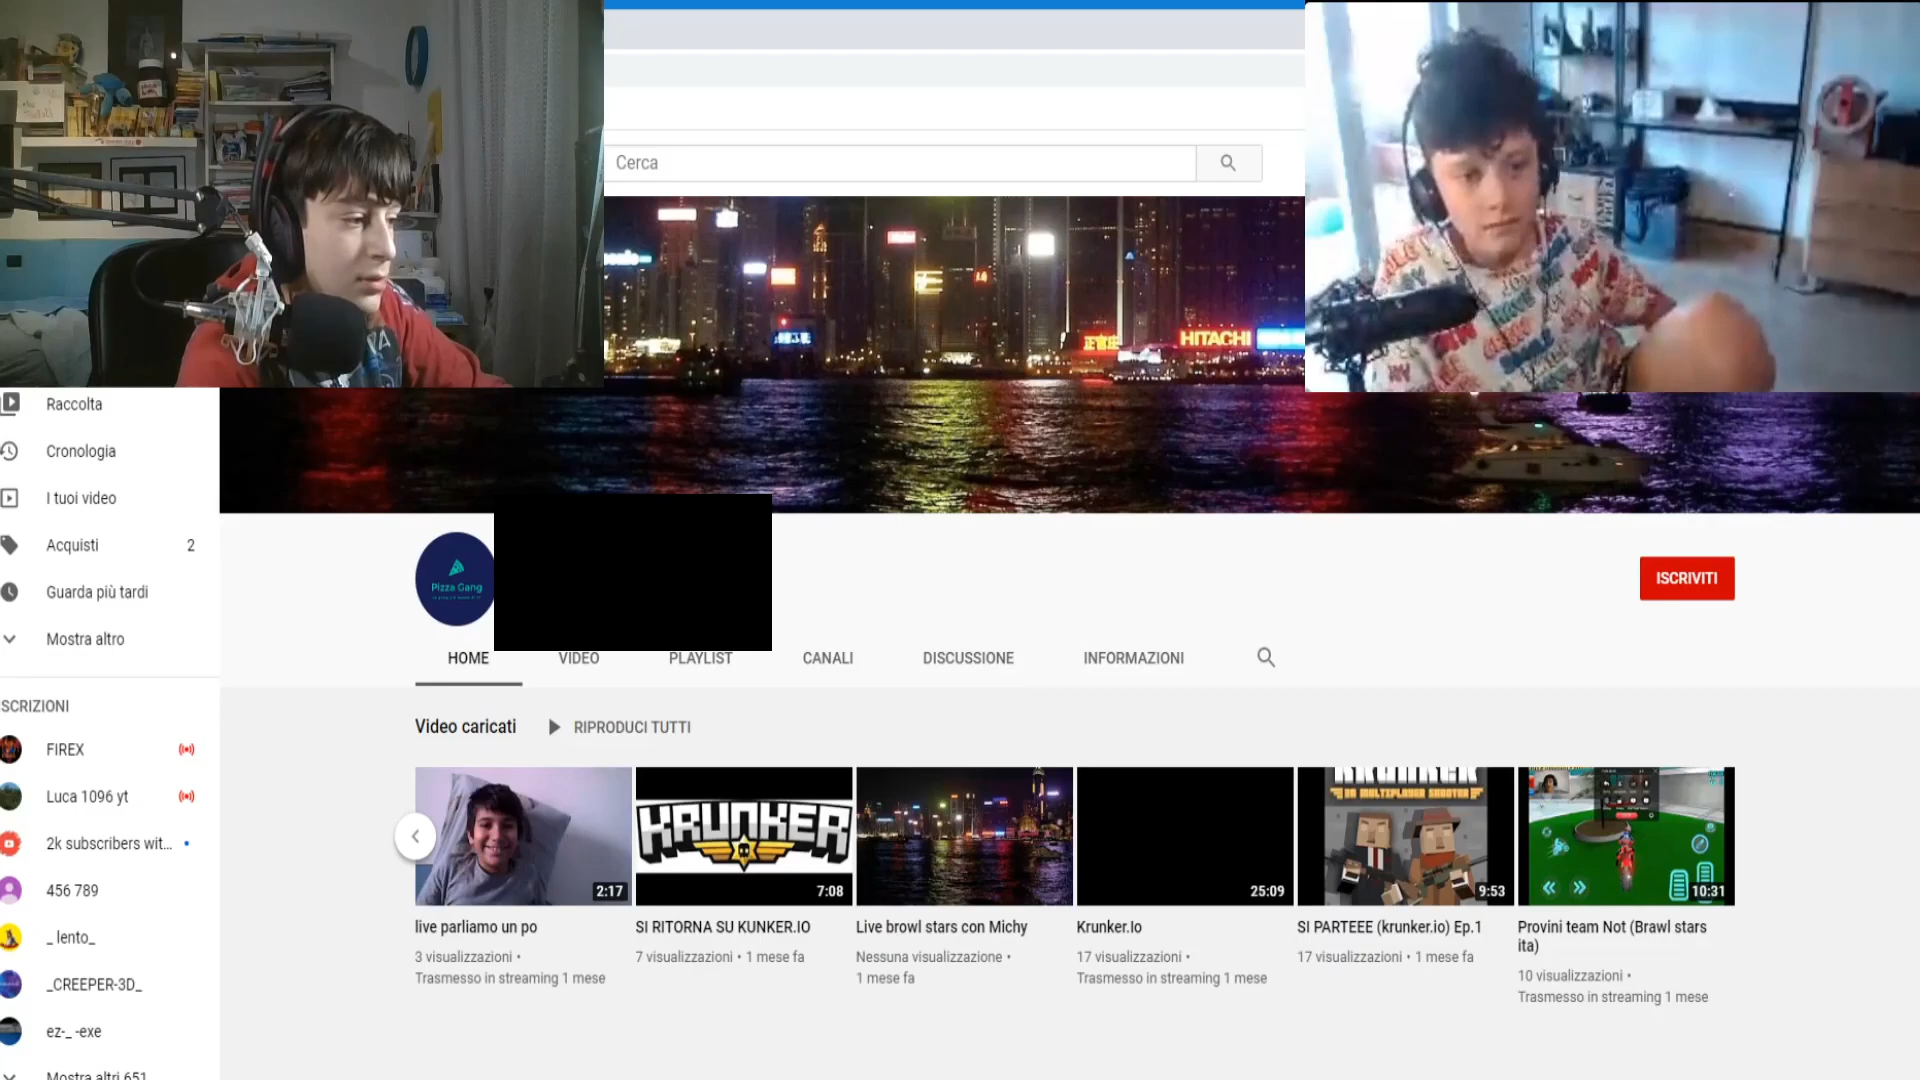 Cerca
HITACHI
Raccolta
Cronologia
I tuoi video
Acquisti 2
Guarda più tardi
Mostra altro
SCRIZIONI
FIREX
Luca 1096 yt
2k subscribers wit...
456 789
_ lento_
_CREEPER-3D_
ez-_ -exe
Mostra altri 651
Pizza Gang
ISCRIVITI
HOME VIDEO PLAYLIST CANALI DISCUSSIONE INFORMAZIONI
Video caricati RIPRODUCI TUTTI
2:17
KRUNKER
7:08
25:09
KRUNKER
9:53
10:31
live parliamo un po
3 visualizzazioni •
Trasmesso in streaming 1 mese
SI RITORNA SU KUNKER.IO
7 visualizzazioni • 1 mese fa
Live browl stars con Michy
Nessuna visualizzazione •
1 mese fa
Krunker.Io
17 visualizzazioni •
Trasmesso in streaming 1 mese
SI PARTEEE (krunker.io) Ep.1
17 visualizzazioni • 1 mese fa
Provini team Not (Brawl stars
ita)
10 visualizzazioni •
Trasmesso in streaming 1 mese